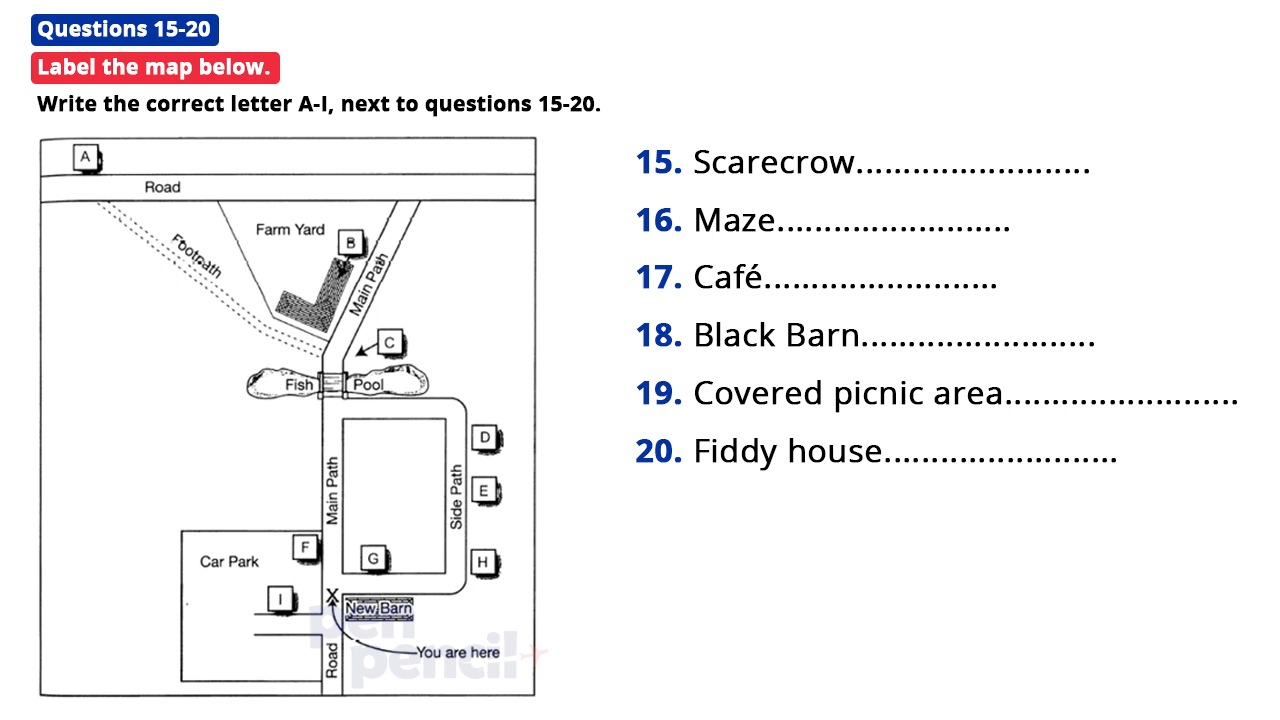 Questions 15-20
Label the map below.
Write the correct letter A-I, next to questions 15-20.
A
Road
Farm Yard
B
Footpath
Main Path
C
Fish
Pool
D
Main Path
Side Path
E
F
G
H
Car Park
I
X
New Barn
You are here
Road
pen
pencil
15. Scarecrow.........................
16. Maze.........................
17. Café.........................
18. Black Barn.........................
19. Covered picnic area.........................
20. Fiddy house.........................